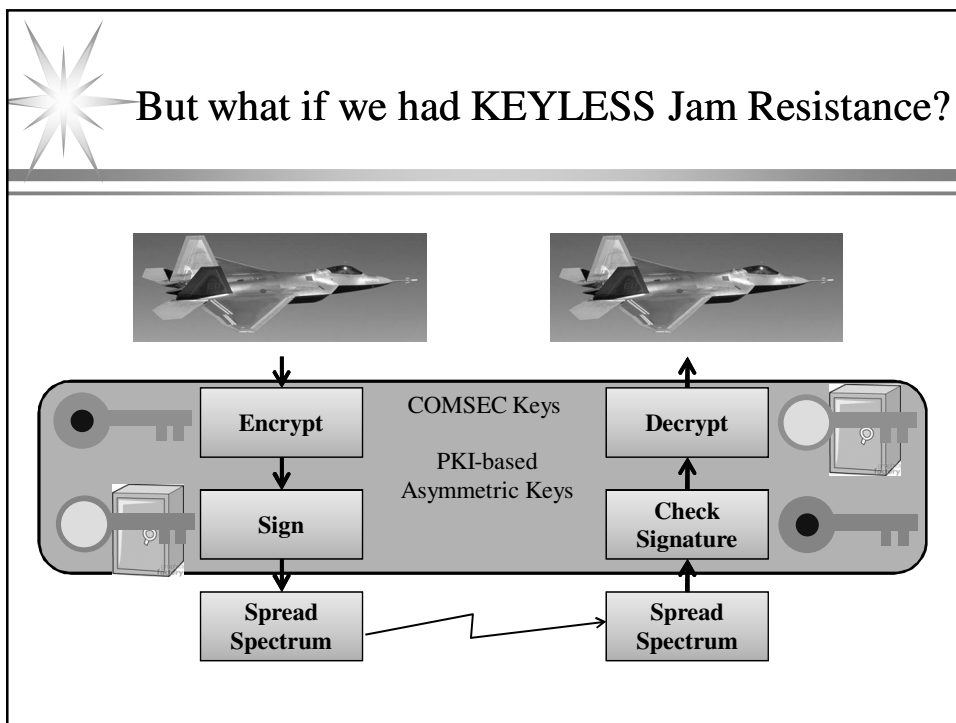 But what if we had KEYLESS Jam Resistance?
Encrypt
COMSEC Keys
Decrypt
PKI-based
Asymmetric Keys
Sign
Check
Signature
Spread
Spectrum
Spread
Spectrum